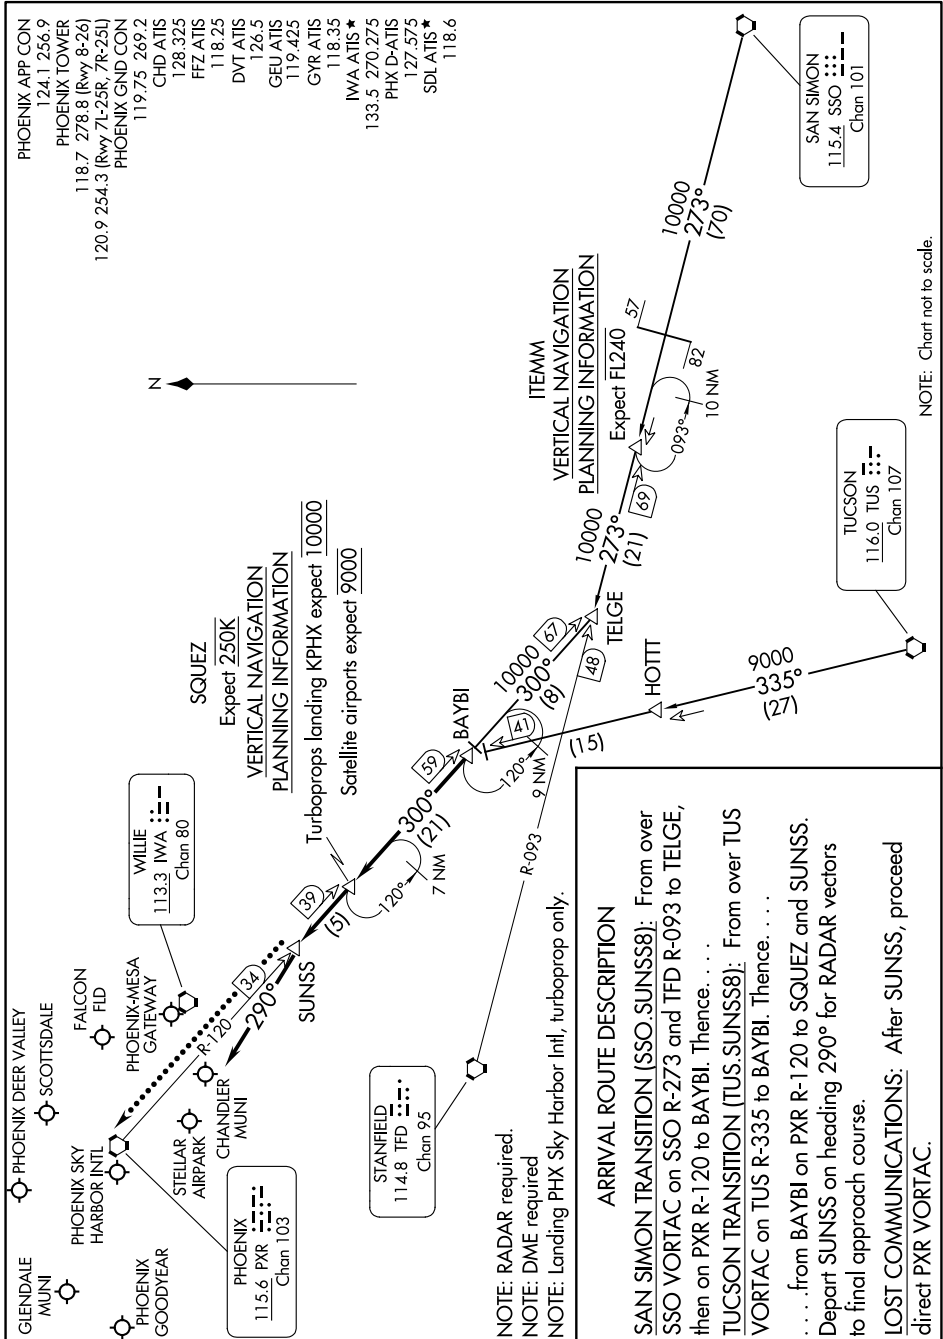 PHOENIX APP CON
124.1 256.9
PHOENIX TOWER
118.7 278.8 (Rwy 8-26)
120.9 254.3 (Rwy 7L-25R, 7R-25L)
PHOENIX GND CON
119.75 269.2
CHD ATIS
128.325
FFZ ATIS
118.25
DVT ATIS
126.5
GEU ATIS
119.425
GYR ATIS
118.35
IWA ATIS★
133.5 270.275
PHX D-ATIS
127.575
SDL ATIS★
118.6
GLENDALE
MUNI
PHOENIX DEER VALLEY
SCOTTSDALE
PHOENIX SKY
HARBOR INTL
FALCON
FLD
PHOENIX
GOODYEAR
PHOENIX-MESA
GATEWAY
STELLAR
AIRPARK
CHANDLER
MUNI
PHOENIX
115.6 PXR
Chan 103
WILLIE
113.3 IWA
Chan 80
N
R-120
34
290°
SUNSS
(5)
39
120°
7 NM
SQUEZ
Expect 250K
VERTICAL NAVIGATION
PLANNING INFORMATION
Turboprops landing KPHX expect 10000
Satellite airports expect 9000
300°
(21)
59
BAYBI
120°
9 NM
41
10000
300°
(8)
67
48
TELGE
R-093
STANFIELD
114.8 TFD
Chan 95
(15)
HOTTT
9000
335°
(27)
TUCSON
116.0 TUS
Chan 107
10000
273°
(21)
69
ITEMM
VERTICAL NAVIGATION
PLANNING INFORMATION
Expect FL240
093°
10 NM
57
82
10000
273°
(70)
SAN SIMON
115.4 SSO
Chan 101
NOTE: Chart not to scale.
NOTE: RADAR required.
NOTE: DME required
NOTE: Landing PHX Sky Harbor Intl, turboprop only.
ARRIVAL ROUTE DESCRIPTION
SAN SIMON TRANSITION (SSO.SUNSS8): From over
SSO VORTAC on SSO R-273 and TFD R-093 to TELGE,
then on PXR R-120 to BAYBI. Thence. . . .
TUCSON TRANSITION (TUS.SUNSS8): From over TUS
VORTAC on TUS R-335 to BAYBI. Thence. . . .
. . . .from BAYBI on PXR R-120 to SQUEZ and SUNSS.
Depart SUNSS on heading 290° for RADAR vectors
to final approach course.
LOST COMMUNICATIONS: After SUNSS, proceed
direct PXR VORTAC.